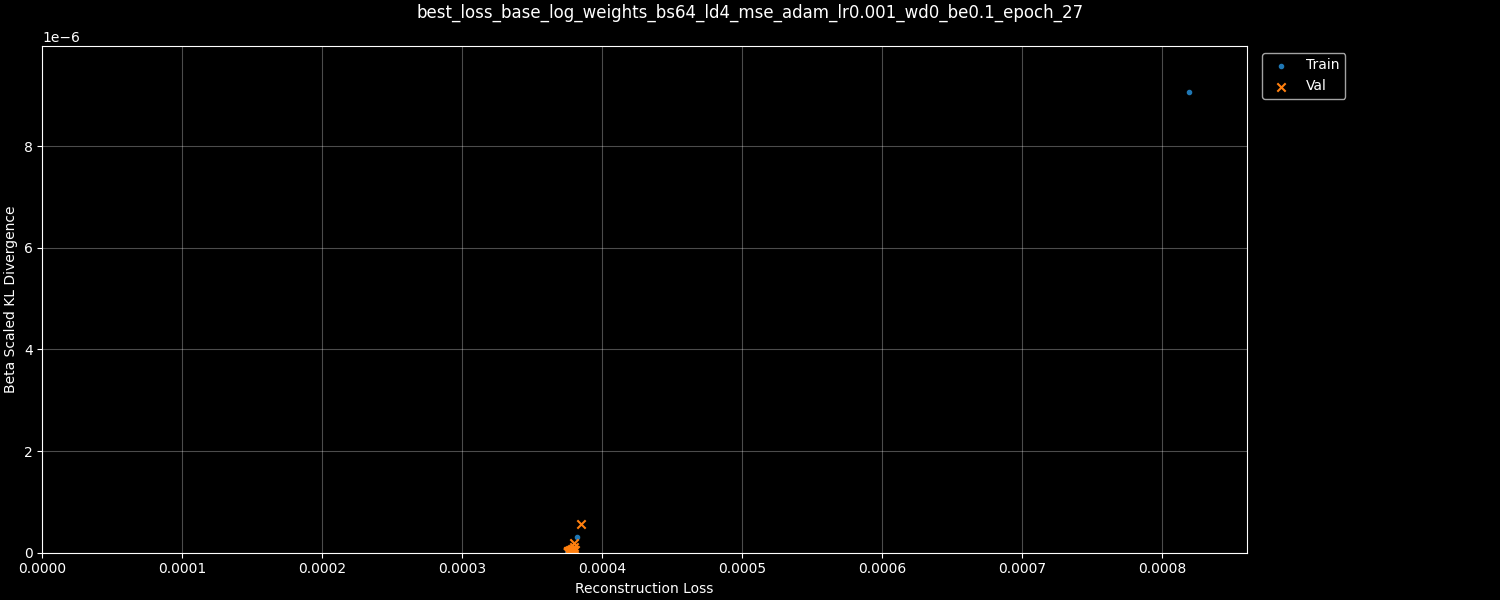 best_loss_base_log_weights_bs64_ld4_mse_adam_lr0.001_wd0_be0.1_epoch_27
1e−6
Train
Val
8
6
4
2
0
Beta Scaled KL Divergence
0.0000 0.0001 0.0002 0.0003 0.0004 0.0005 0.0006 0.0007 0.0008
Reconstruction Loss